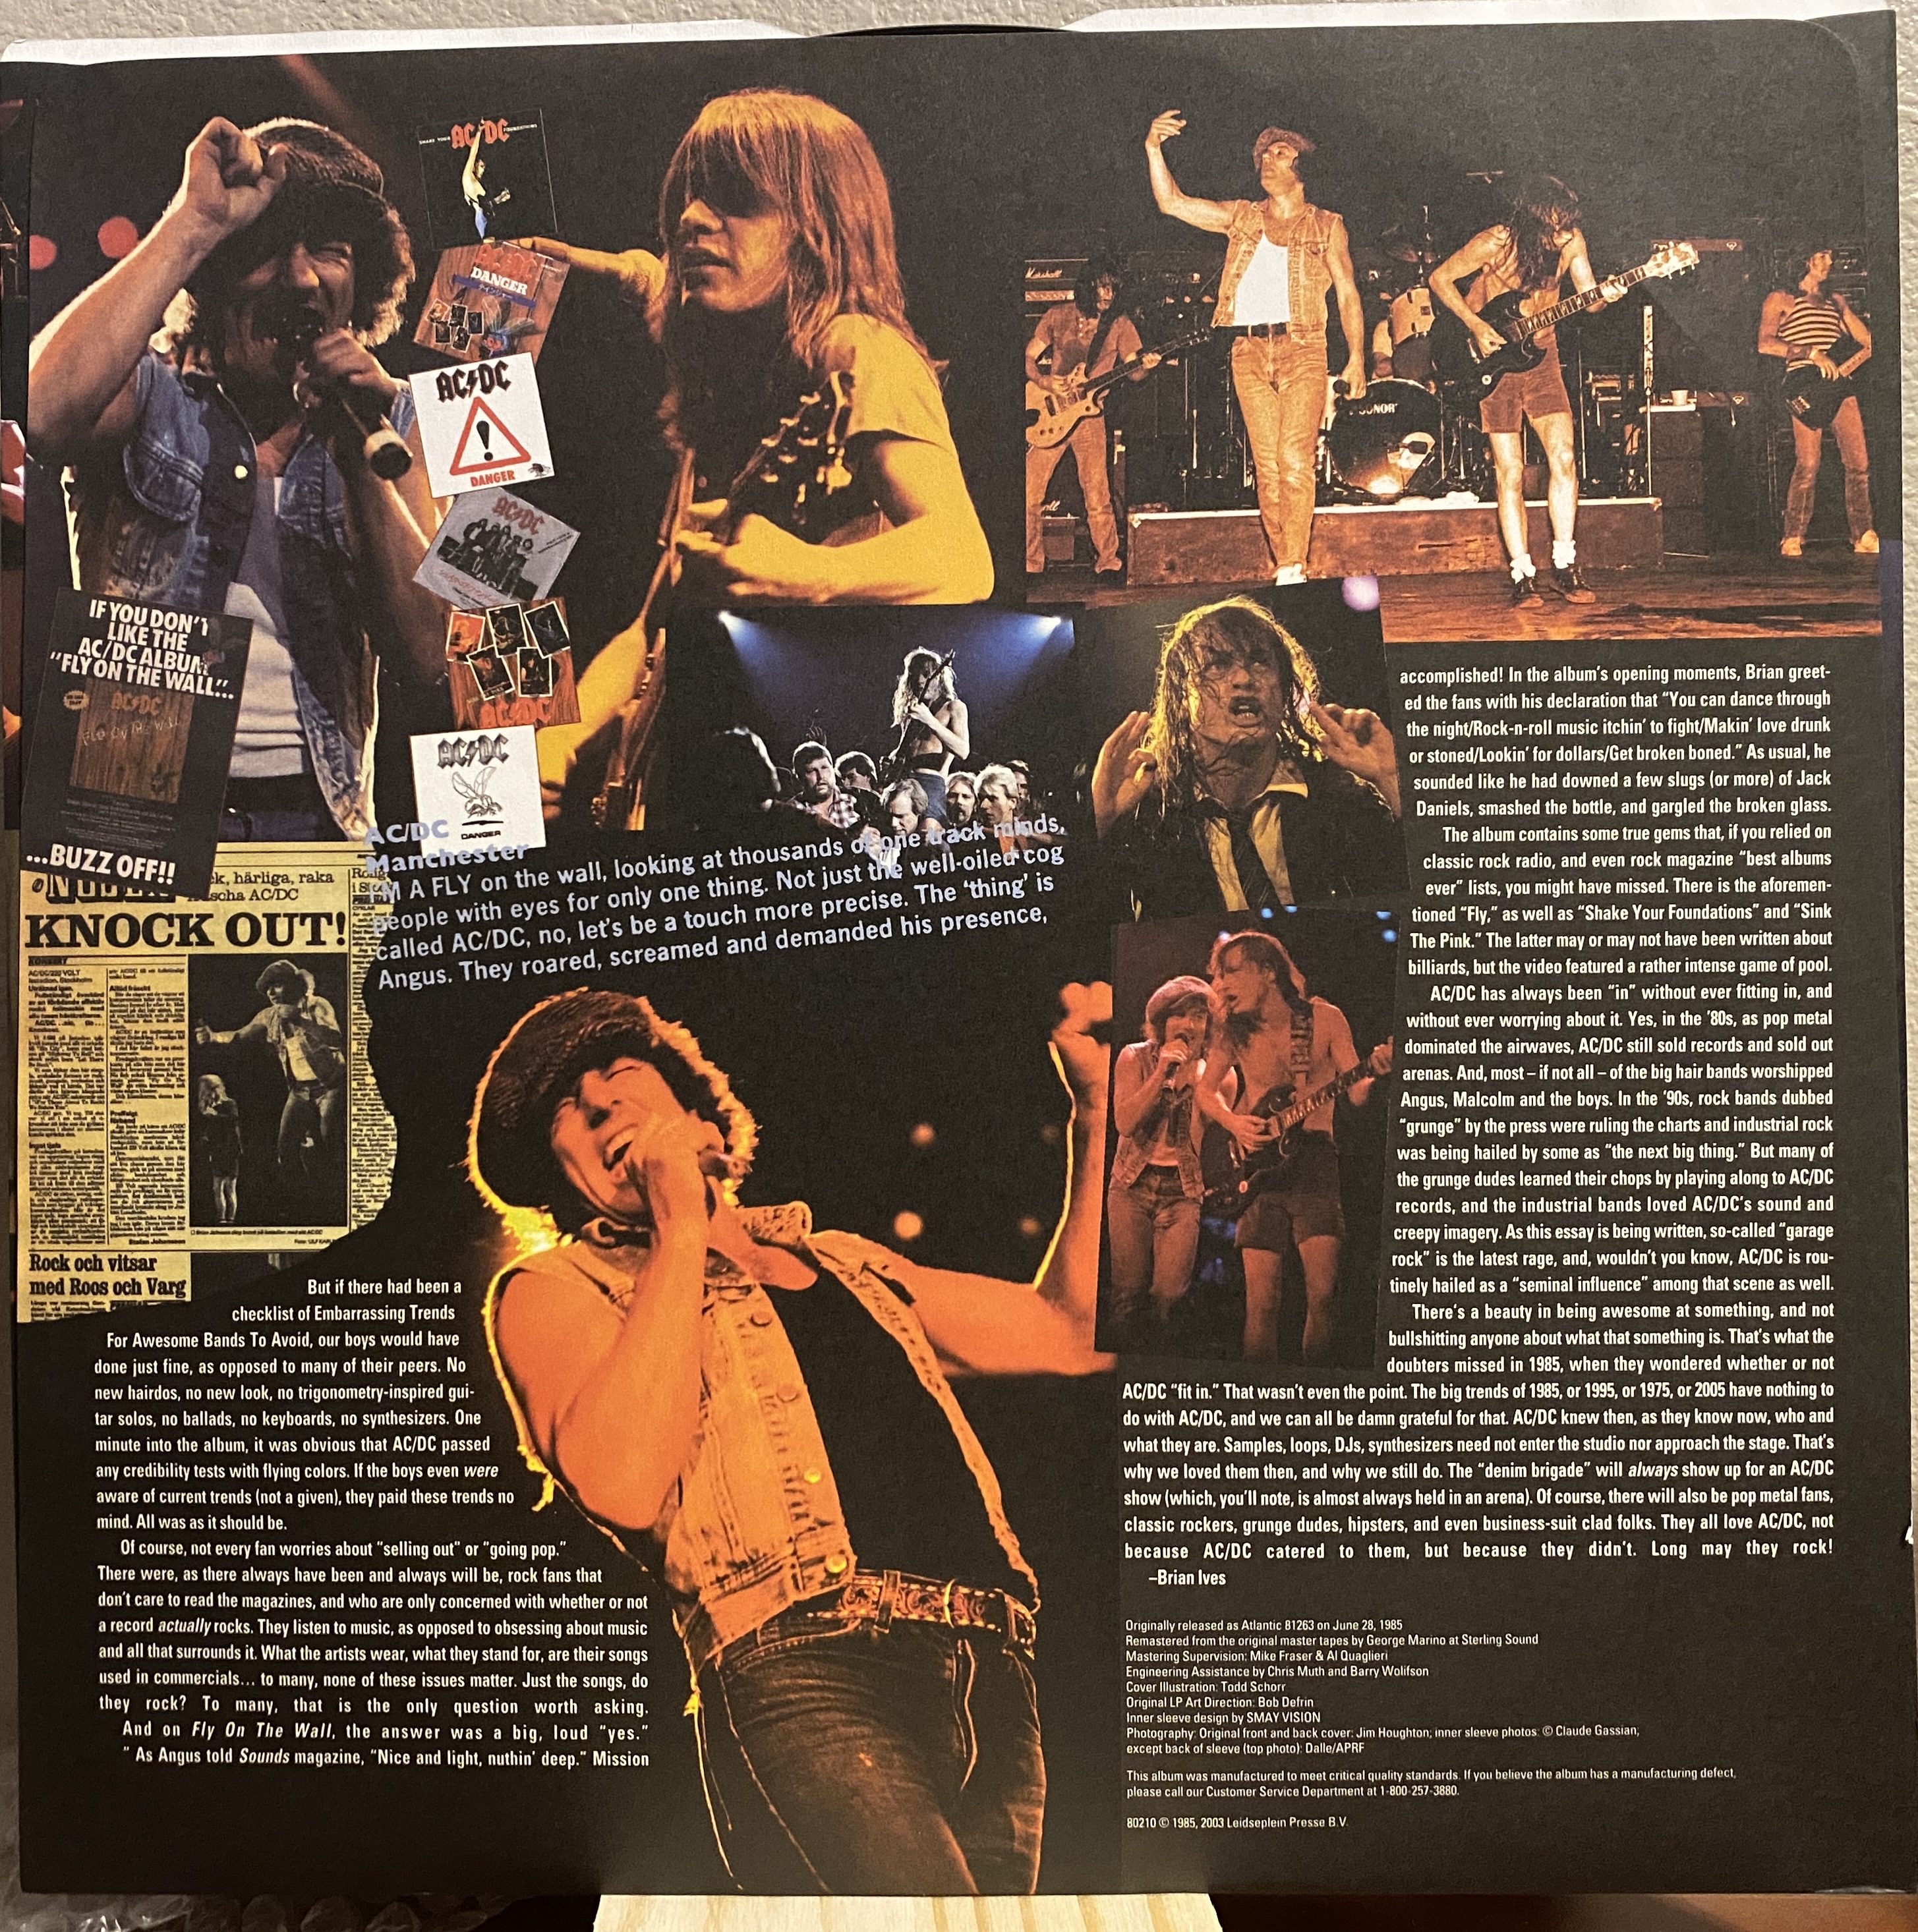 AC/DC
SHAKE YOUR FOUNDATIONS
DANGER
AC/DC
DANGER
AC/DC
AC/DC
AC/DC
DANGER
Marshall
SONOR
IF YOU DON'T
LIKE THE
AC/DC ALBUM
"FLY ON THE WALL"...
AC/DC
FLY ON THE WALL
...BUZZ OFF!!
ck, härliga, raka
scha AC/DC
KNOCK OUT!
KONSERT
Rock och vitsar
med Roos och Varg
AC/DC
Manchester
I'M A FLY on the wall, looking at thousands of one track minds,
people with eyes for only one thing. Not just the well-oiled cog
called AC/DC, no, let's be a touch more precise. The 'thing' is
Angus. They roared, screamed and demanded his presence,
But if there had been a
checklist of Embarrassing Trends
For Awesome Bands To Avoid, our boys would have
done just fine, as opposed to many of their peers. No
new hairdos, no new look, no trigonometry-inspired gui-
tar solos, no ballads, no keyboards, no synthesizers. One
minute into the album, it was obvious that AC/DC passed
any credibility tests with flying colors. If the boys even were
aware of current trends (not a given), they paid these trends no
mind. All was as it should be.
Of course, not every fan worries about "selling out" or "going pop."
There were, as there always have been and always will be, rock fans that
don't care to read the magazines, and who are only concerned with whether or not
a record actually rocks. They listen to music, as opposed to obsessing about music
and all that surrounds it. What the artists wear, what they stand for, are their songs
used in commercials... to many, none of these issues matter. Just the songs, do
they rock? To many, that is the only question worth asking.
And on Fly On The Wall, the answer was a big, loud "yes."
" As Angus told Sounds magazine, "Nice and light, nuthin' deep." Mission
accomplished! In the album's opening moments, Brian greet-
ed the fans with his declaration that "You can dance through
the night/Rock-n-roll music itchin' to fight/Makin' love drunk
or stoned/Lookin' for dollars/Get broken boned." As usual, he
sounded like he had downed a few slugs (or more) of Jack
Daniels, smashed the bottle, and gargled the broken glass.
The album contains some true gems that, if you relied on
classic rock radio, and even rock magazine "best albums
ever" lists, you might have missed. There is the aforemen-
tioned "Fly," as well as "Shake Your Foundations" and "Sink
The Pink." The latter may or may not have been written about
billiards, but the video featured a rather intense game of pool.
AC/DC has always been "in" without ever fitting in, and
without ever worrying about it. Yes, in the '80s, as pop metal
dominated the airwaves, AC/DC still sold records and sold out
arenas. And, most – if not all – of the big hair bands worshipped
Angus, Malcolm and the boys. In the '90s, rock bands dubbed
"grunge" by the press were ruling the charts and industrial rock
was being hailed by some as "the next big thing." But many of
the grunge dudes learned their chops by playing along to AC/DC
records, and the industrial bands loved AC/DC's sound and
creepy imagery. As this essay is being written, so-called "garage
rock" is the latest rage, and, wouldn't you know, AC/DC is rou-
tinely hailed as a "seminal influence" among that scene as well.
There's a beauty in being awesome at something, and not
bullshitting anyone about what that something is. That's what the
doubters missed in 1985, when they wondered whether or not
AC/DC "fit in." That wasn't even the point. The big trends of 1985, or 1995, or 1975, or 2005 have nothing to
do with AC/DC, and we can all be damn grateful for that. AC/DC knew then, as they know now, who and
what they are. Samples, loops, DJs, synthesizers need not enter the studio nor approach the stage. That's
why we loved them then, and why we still do. The "denim brigade" will always show up for an AC/DC
show (which, you'll note, is almost always held in an arena). Of course, there will also be pop metal fans,
classic rockers, grunge dudes, hipsters, and even business-suit clad folks. They all love AC/DC, not
because AC/DC catered to them, but because they didn't. Long may they rock!
–Brian Ives
Originally released as Atlantic 81263 on June 28, 1985
Remastered from the original master tapes by George Marino at Sterling Sound
Mastering Supervision: Mike Fraser & Al Quaglieri
Engineering Assistance by Chris Muth and Barry Wolifson
Cover Illustration: Todd Schorr
Original LP Art Direction: Bob Defrin
Inner sleeve design by SMAY VISION
Photography: Original front and back cover: Jim Houghton; inner sleeve photos: © Claude Gassian;
except back of sleeve (top photo): Dalle/APRF
This album was manufactured to meet critical quality standards. If you believe the album has a manufacturing defect,
please call our Customer Service Department at 1-800-257-3880.
80210 © 1985, 2003 Leidseplein Presse B.V.